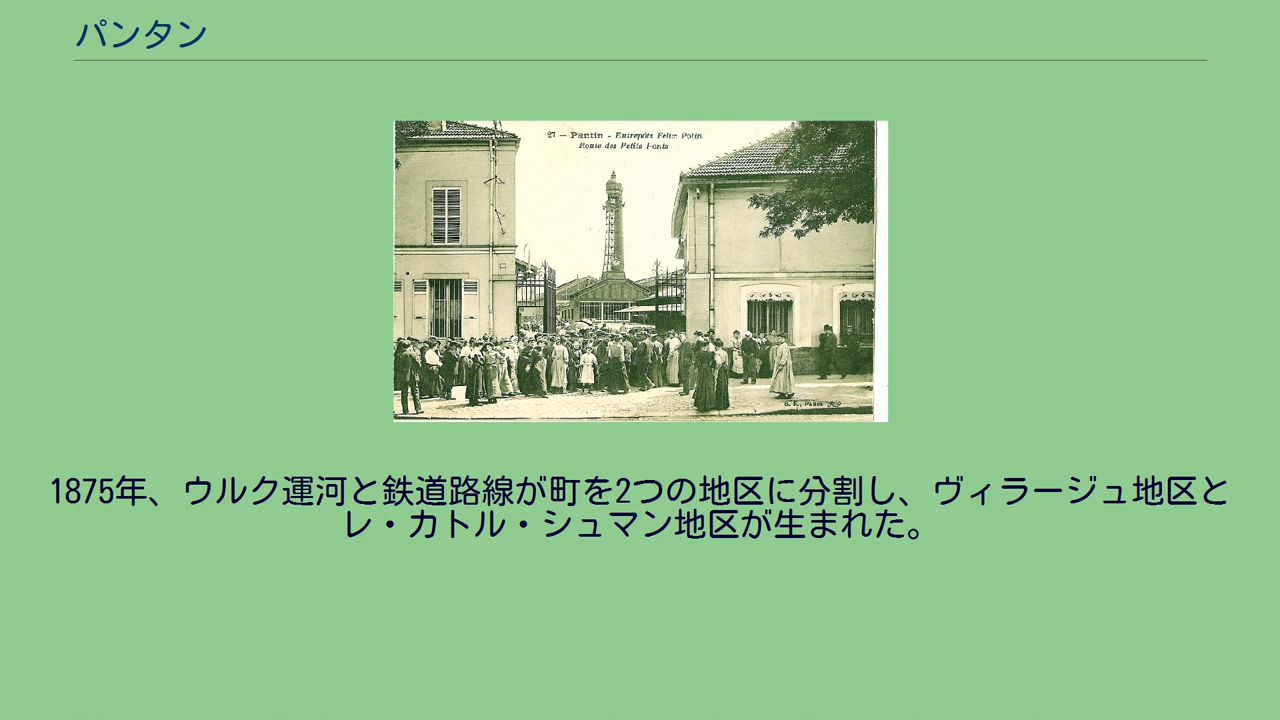 パンタン
27 — Pantin - Entrepôts Félix Potin
Route des Petits Ponts
1875年、ウルク運河と鉄道路線が町を2つの地区に分割し、ヴィラージュ地区と
レ・カトル・シュマン地区が生まれた。